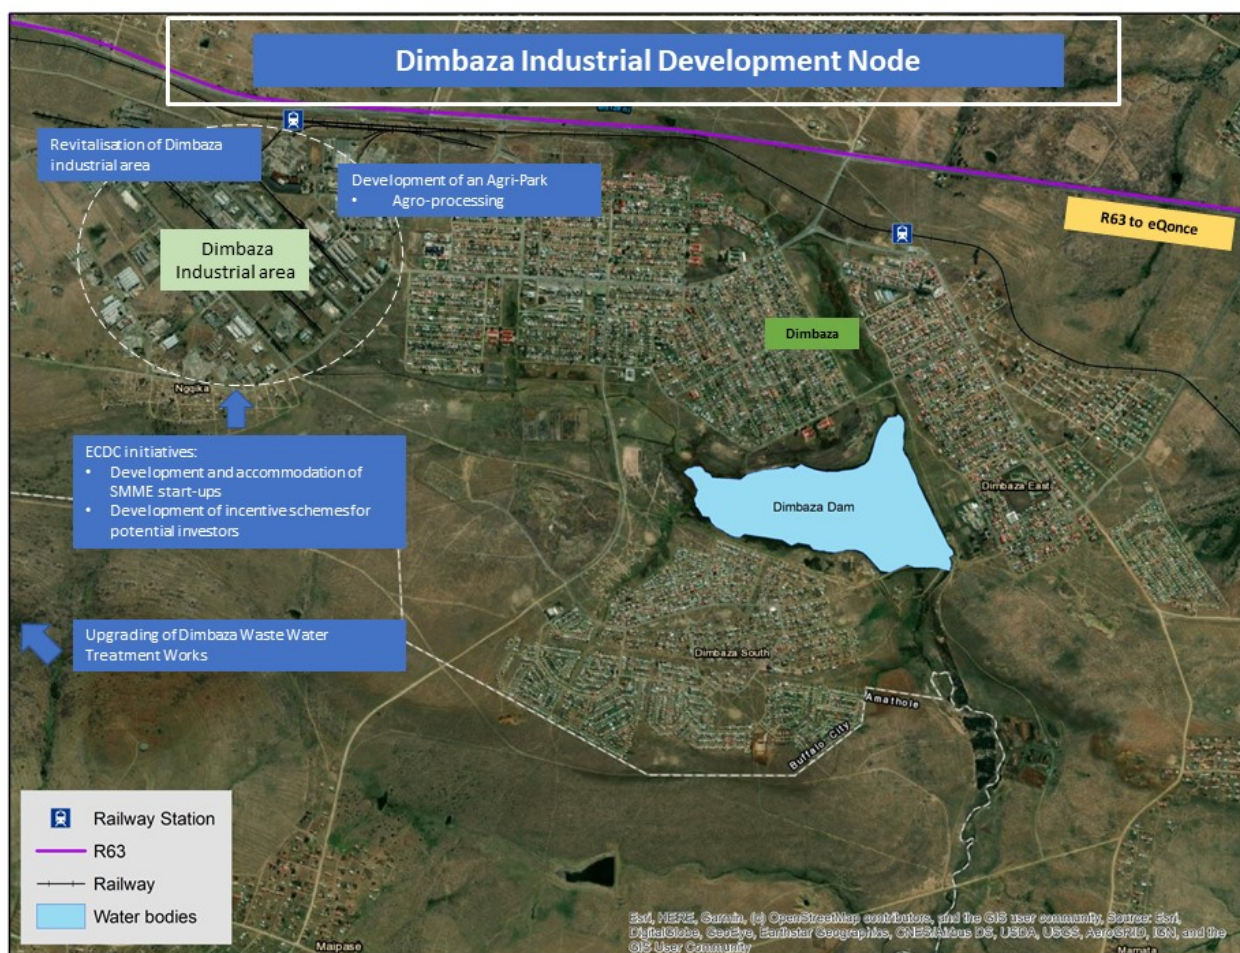 Dimbaza Industrial Development Node
Revitalisation of Dimbaza
industrial area
Development of an Agri-Park
• Agro-processing
R63 to eQonce
Dimbaza
Industrial area
Dimbaza
Ngqika
ECDC initiatives:
• Development and accommodation of
SMME start-ups
• Development of incentive schemes for
potential investors
Dimbaza East
Dimbaza Dam
Upgrading of Dimbaza Waste Water
Treatment Works
Dimbaza South
Amathole
Buffalo City
Railway Station
R63
Railway
Water bodies
Maipase
Mamata
Esri, HERE, Garmin, (c) OpenStreetMap contributors, and the GIS user community, Source: Esri,
DigitalGlobe, GeoEye, Earthstar Geographics, CNES/Airbus DS, USDA, USGS, AeroGRID, IGN, and the
GIS User Community